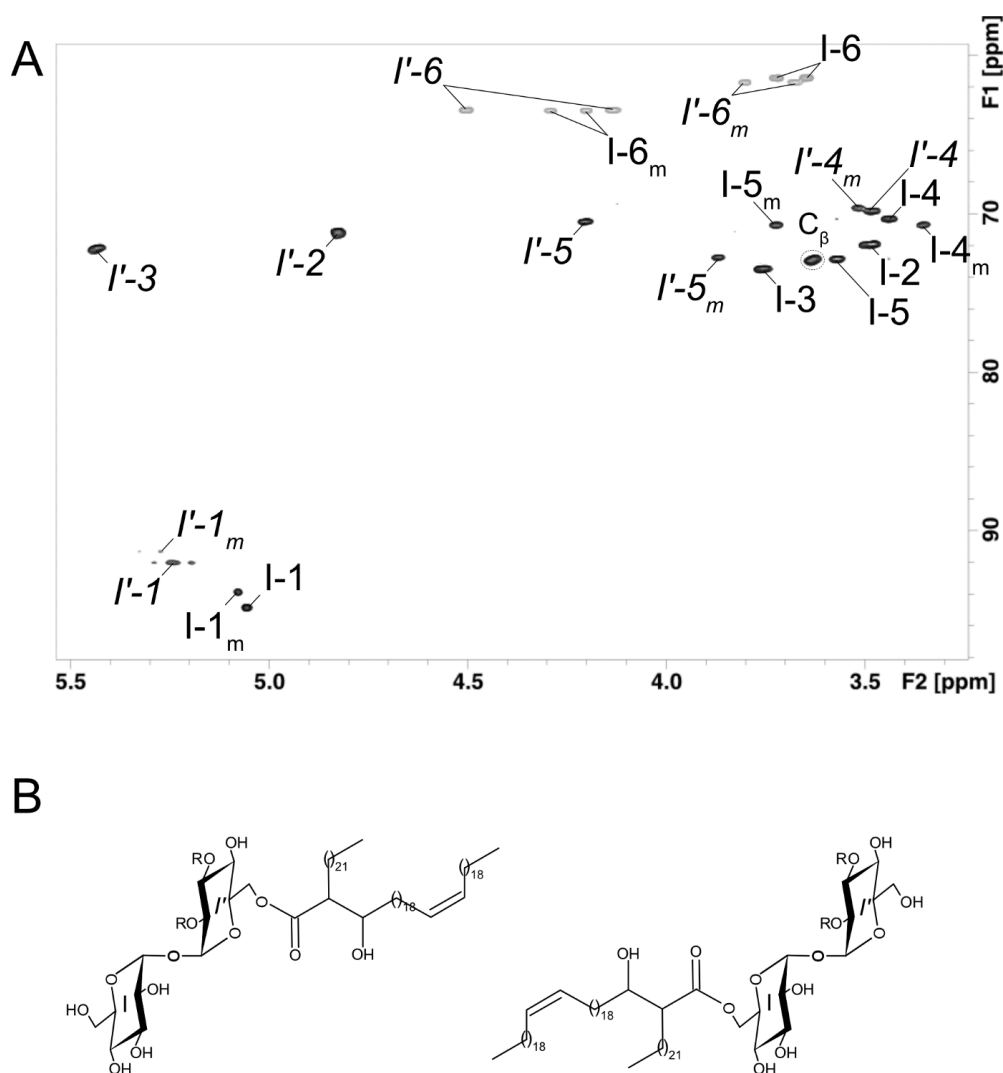 A
I'-6
I-6
I'-6m
I-6m
I'-4m
I'-4
I-5m
I-4
Cβ
I'-3
I'-2
I'-5
I-4m
I-2
I'-5m
I-3
I-5
I'-1m
I'-1
I-1
I-1m
70
80
90
F1 [ppm]
5.5 5.0 4.5 4.0 3.5 F2 [ppm]
B
OH
RO
I'
RO
O
O
O
O
OH
()21
()18
()18
HO
O
I
OH
OH
OH
OH
RO
I'
RO
OH
O
O
OH
O
O
O
I
OH
OH
OH
()18
()18
()21